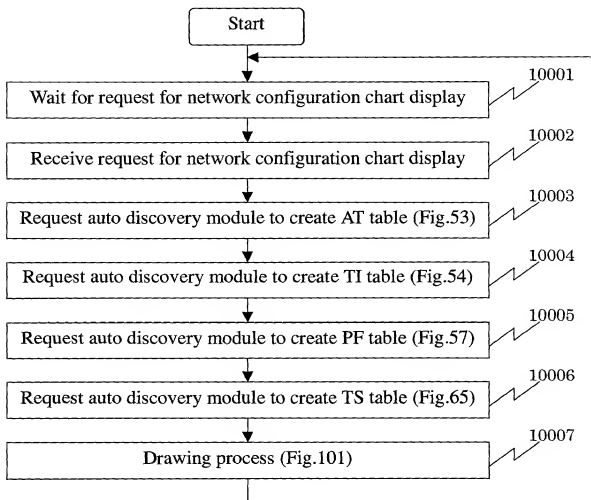 Start
10001
Wait for request for network configuration chart display
10002
Receive request for network configuration chart display
10003
Request auto discovery module to create AT table (Fig.53)
10004
Request auto discovery module to create TI table (Fig.54)
10005
Request auto discovery module to create PF table (Fig.57)
10006
Request auto discovery module to create TS table (Fig.65)
10007
Drawing process (Fig.101)